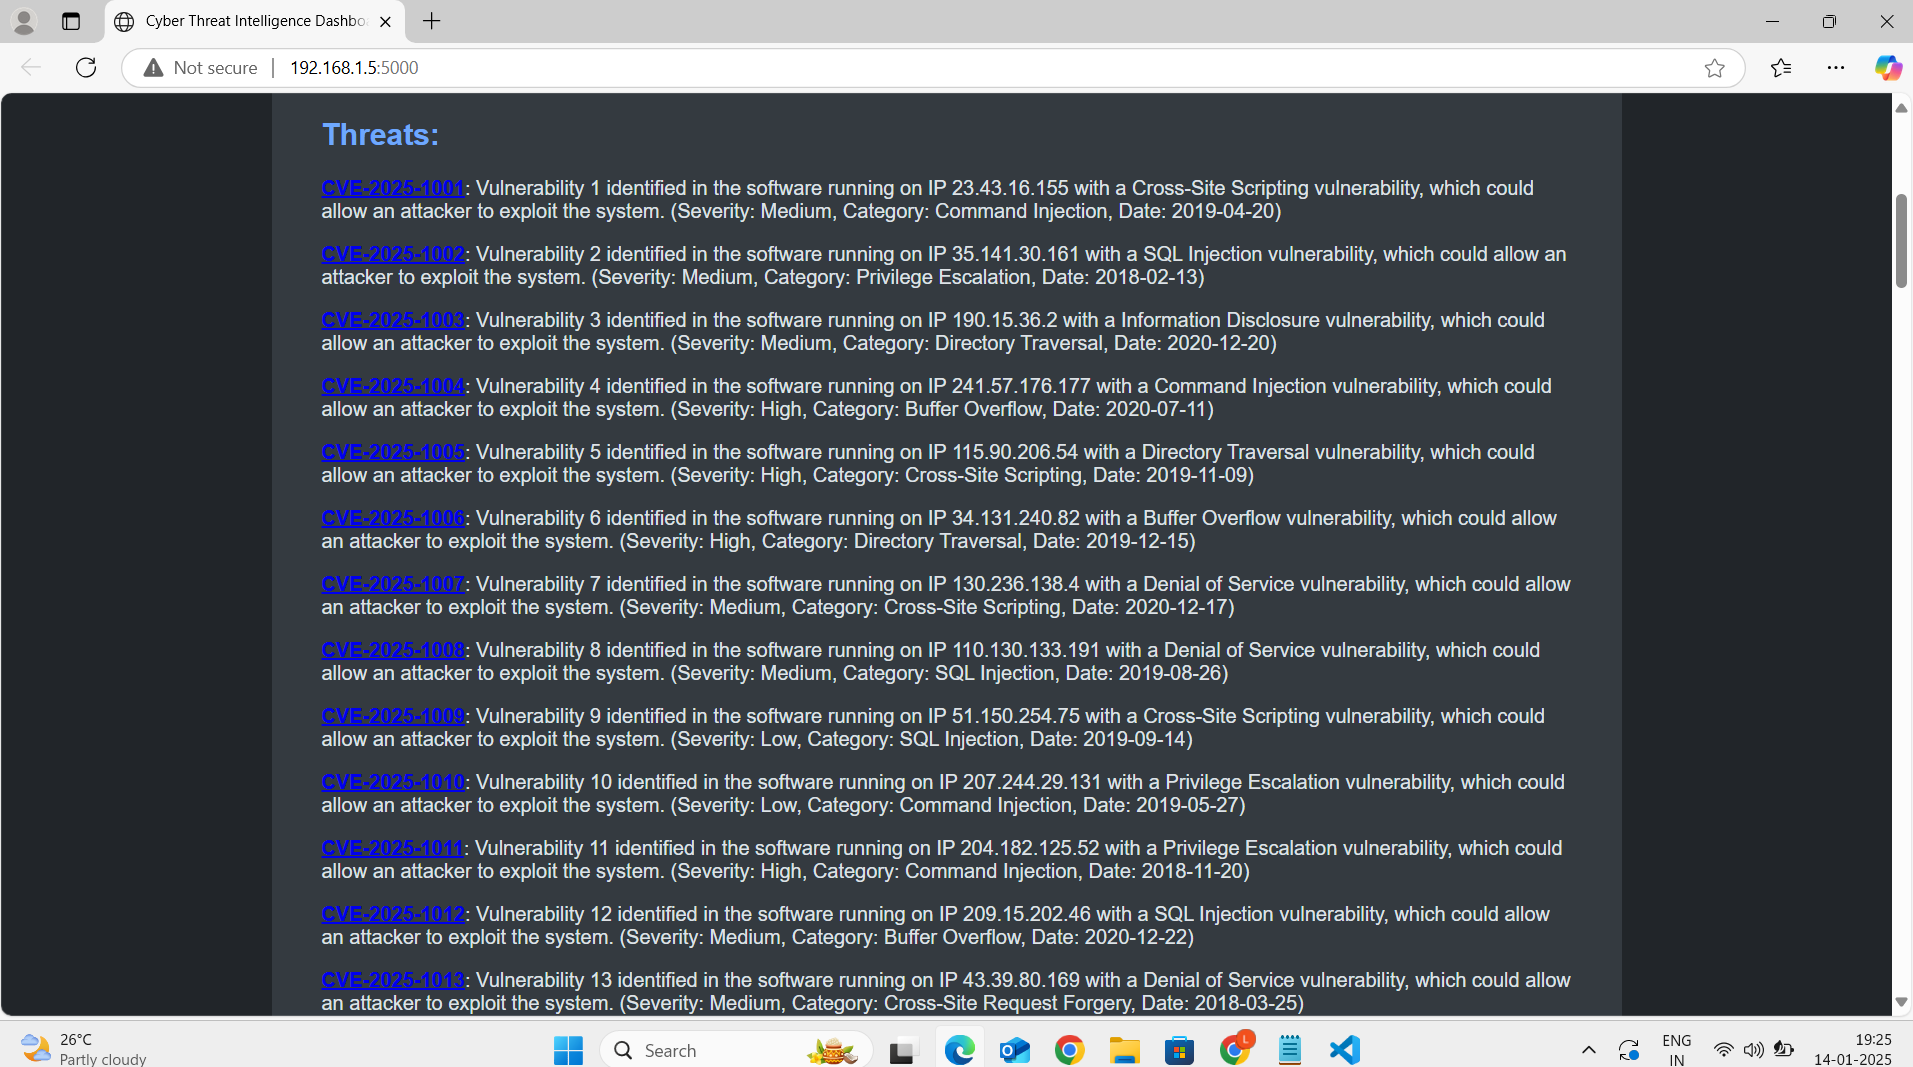 Cyber Threat Intelligence Dashbo
Not secure
192.168.1.5:5000
Threats:
CVE-2025-1001: Vulnerability 1 identified in the software running on IP 23.43.16.155 with a Cross-Site Scripting vulnerability, which could
allow an attacker to exploit the system. (Severity: Medium, Category: Command Injection, Date: 2019-04-20)
CVE-2025-1002: Vulnerability 2 identified in the software running on IP 35.141.30.161 with a SQL Injection vulnerability, which could allow an
attacker to exploit the system. (Severity: Medium, Category: Privilege Escalation, Date: 2018-02-13)
CVE-2025-1003: Vulnerability 3 identified in the software running on IP 190.15.36.2 with a Information Disclosure vulnerability, which could
allow an attacker to exploit the system. (Severity: Medium, Category: Directory Traversal, Date: 2020-12-20)
CVE-2025-1004: Vulnerability 4 identified in the software running on IP 241.57.176.177 with a Command Injection vulnerability, which could
allow an attacker to exploit the system. (Severity: High, Category: Buffer Overflow, Date: 2020-07-11)
CVE-2025-1005: Vulnerability 5 identified in the software running on IP 115.90.206.54 with a Directory Traversal vulnerability, which could
allow an attacker to exploit the system. (Severity: High, Category: Cross-Site Scripting, Date: 2019-11-09)
CVE-2025-1006: Vulnerability 6 identified in the software running on IP 34.131.240.82 with a Buffer Overflow vulnerability, which could allow
an attacker to exploit the system. (Severity: High, Category: Directory Traversal, Date: 2019-12-15)
CVE-2025-1007: Vulnerability 7 identified in the software running on IP 130.236.138.4 with a Denial of Service vulnerability, which could allow
an attacker to exploit the system. (Severity: Medium, Category: Cross-Site Scripting, Date: 2020-12-17)
CVE-2025-1008: Vulnerability 8 identified in the software running on IP 110.130.133.191 with a Denial of Service vulnerability, which could
allow an attacker to exploit the system. (Severity: Medium, Category: SQL Injection, Date: 2019-08-26)
CVE-2025-1009: Vulnerability 9 identified in the software running on IP 51.150.254.75 with a Cross-Site Scripting vulnerability, which could
allow an attacker to exploit the system. (Severity: Low, Category: SQL Injection, Date: 2019-09-14)
CVE-2025-1010: Vulnerability 10 identified in the software running on IP 207.244.29.131 with a Privilege Escalation vulnerability, which could
allow an attacker to exploit the system. (Severity: Low, Category: Command Injection, Date: 2019-05-27)
CVE-2025-1011: Vulnerability 11 identified in the software running on IP 204.182.125.52 with a Privilege Escalation vulnerability, which could
allow an attacker to exploit the system. (Severity: High, Category: Command Injection, Date: 2018-11-20)
CVE-2025-1012: Vulnerability 12 identified in the software running on IP 209.15.202.46 with a SQL Injection vulnerability, which could allow
an attacker to exploit the system. (Severity: Medium, Category: Buffer Overflow, Date: 2020-12-22)
CVE-2025-1013: Vulnerability 13 identified in the software running on IP 43.39.80.169 with a Denial of Service vulnerability, which could allow
an attacker to exploit the system. (Severity: Medium, Category: Cross-Site Request Forgery, Date: 2018-03-25)
26°C
Partly cloudy
Search
L
ENG
IN
19:25
14-01-2025